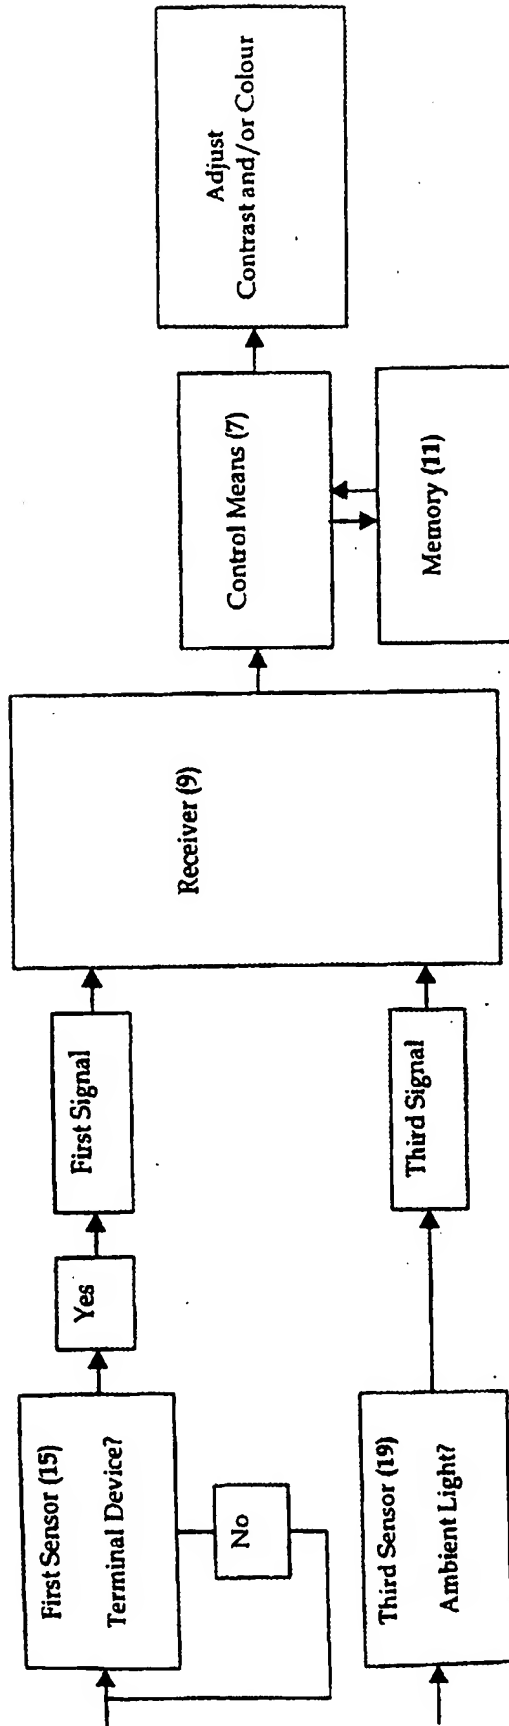 First Sensor (15)
Terminal Device?
No
Yes
First Signal
Third Sensor (19)
Ambient Light?
Third Signal
Receiver (9)
Control Means (7)
Memory (11)
Adjust
Contrast and/or Colour